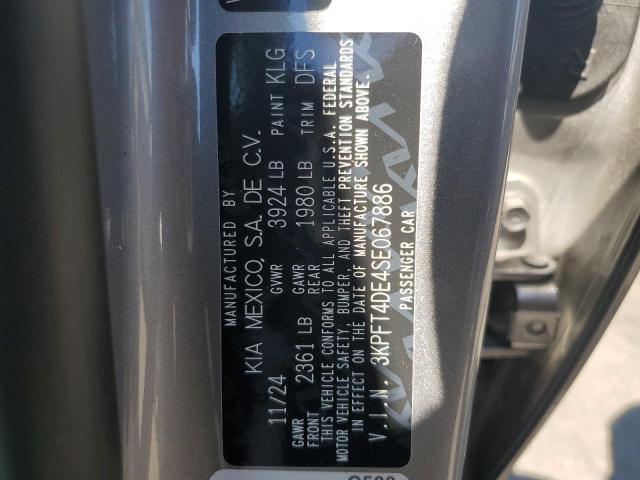 MANUFACTURED BY
KIA MEXICO, S.A. DE C.V.
11/24 GVWR 3924 LB PAINT KLG
GAWR FRONT 2361 LB GAWR REAR 1980 LB TRIM DFS
THIS VEHICLE CONFORMS TO ALL APPLICABLE U.S.A. FEDERAL
MOTOR VEHICLE SAFETY, BUMPER, AND THEFT PREVENTION STANDARDS
IN EFFECT ON THE DATE OF MANUFACTURE SHOWN ABOVE.
V.I.N. 3KPFT4DE4SE067886
PASSENGER CAR